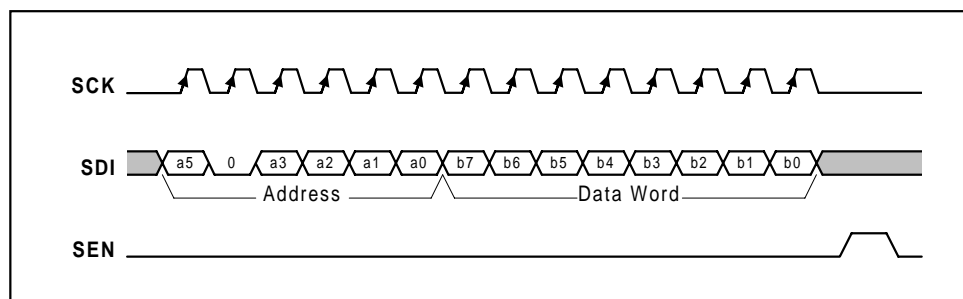 SCK
SDI a5 0 a3 a2 a1 a0 b7 b6 b5 b4 b3 b2 b1 b0
Address Data Word
SEN